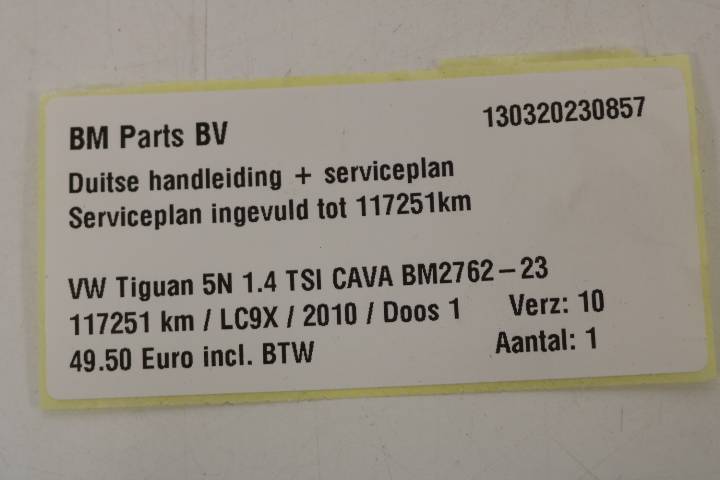 BM Parts BV 130320230857
Duitse handleiding + serviceplan
Serviceplan ingevuld tot 117251km
VW Tiguan 5N 1.4 TSI CAVA BM2762-23
117251 km / LC9X / 2010 / Doos 1 Verz: 10
49.50 Euro incl. BTW Aantal: 1